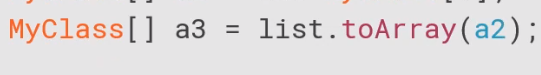 MyClass[] a3 = list.toArray(a2);